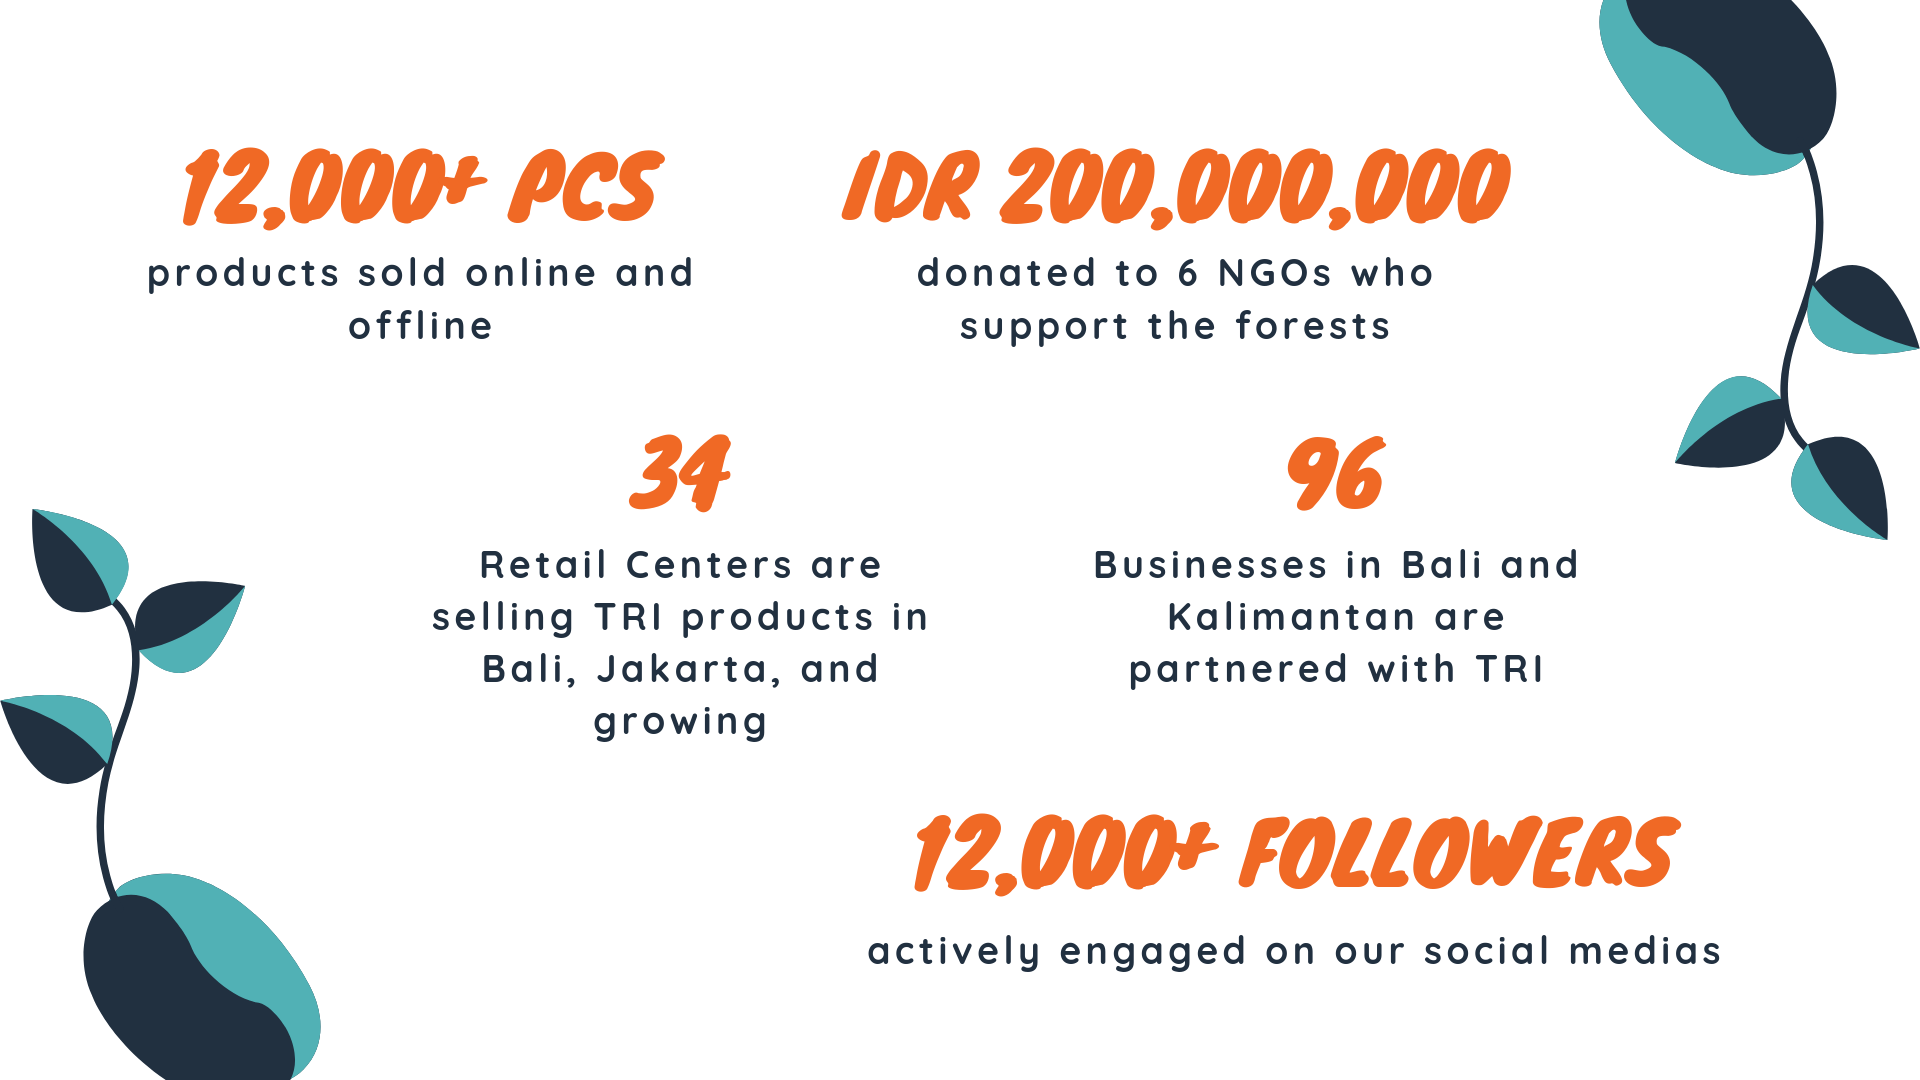 12,000+ PCS
products sold online and
offline
IDR 200,000,000
donated to 6 NGOs who
support the forests
34
Retail Centers are
selling TRI products in
Bali, Jakarta, and
growing
96
Businesses in Bali and
Kalimantan are
partnered with TRI
12,000+ FOLLOWERS
actively engaged on our social medias